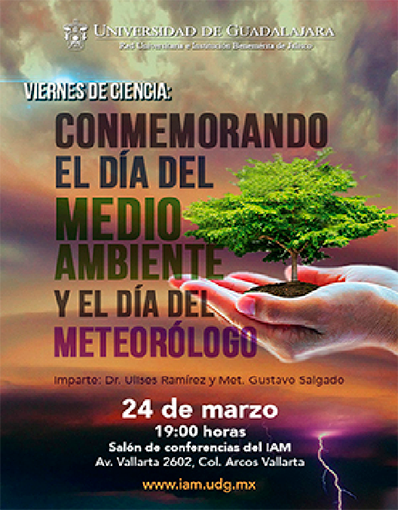 UNIVERSIDAD DE GUADALAJARA
Red Universitaria e Institución Benemérita de Jalisco
VIERNES DE CIENCIA:
CONMEMORANDO
EL DÍA DEL
MEDIO
AMBIENTE
Y EL DÍA DEL
METEORÓLOGO
Imparte: Dr. Ulises Ramírez y Met. Gustavo Salgado
24 de marzo
19:00 horas
Salón de conferencias del IAM
Av. Vallarta 2602, Col. Arcos Vallarta
www.iam.udg.mx